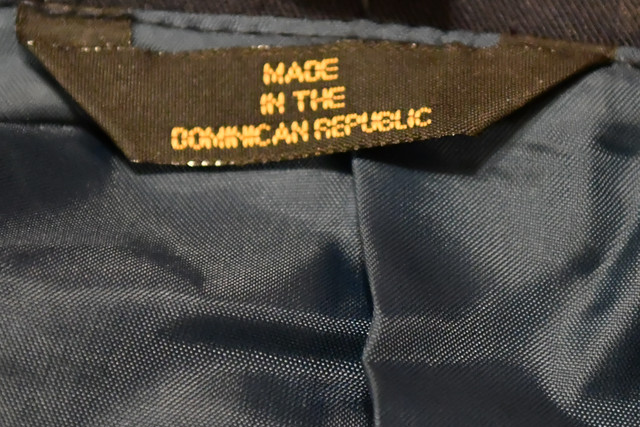 MADE
IN THE
DOMINICAN REPUBLIC